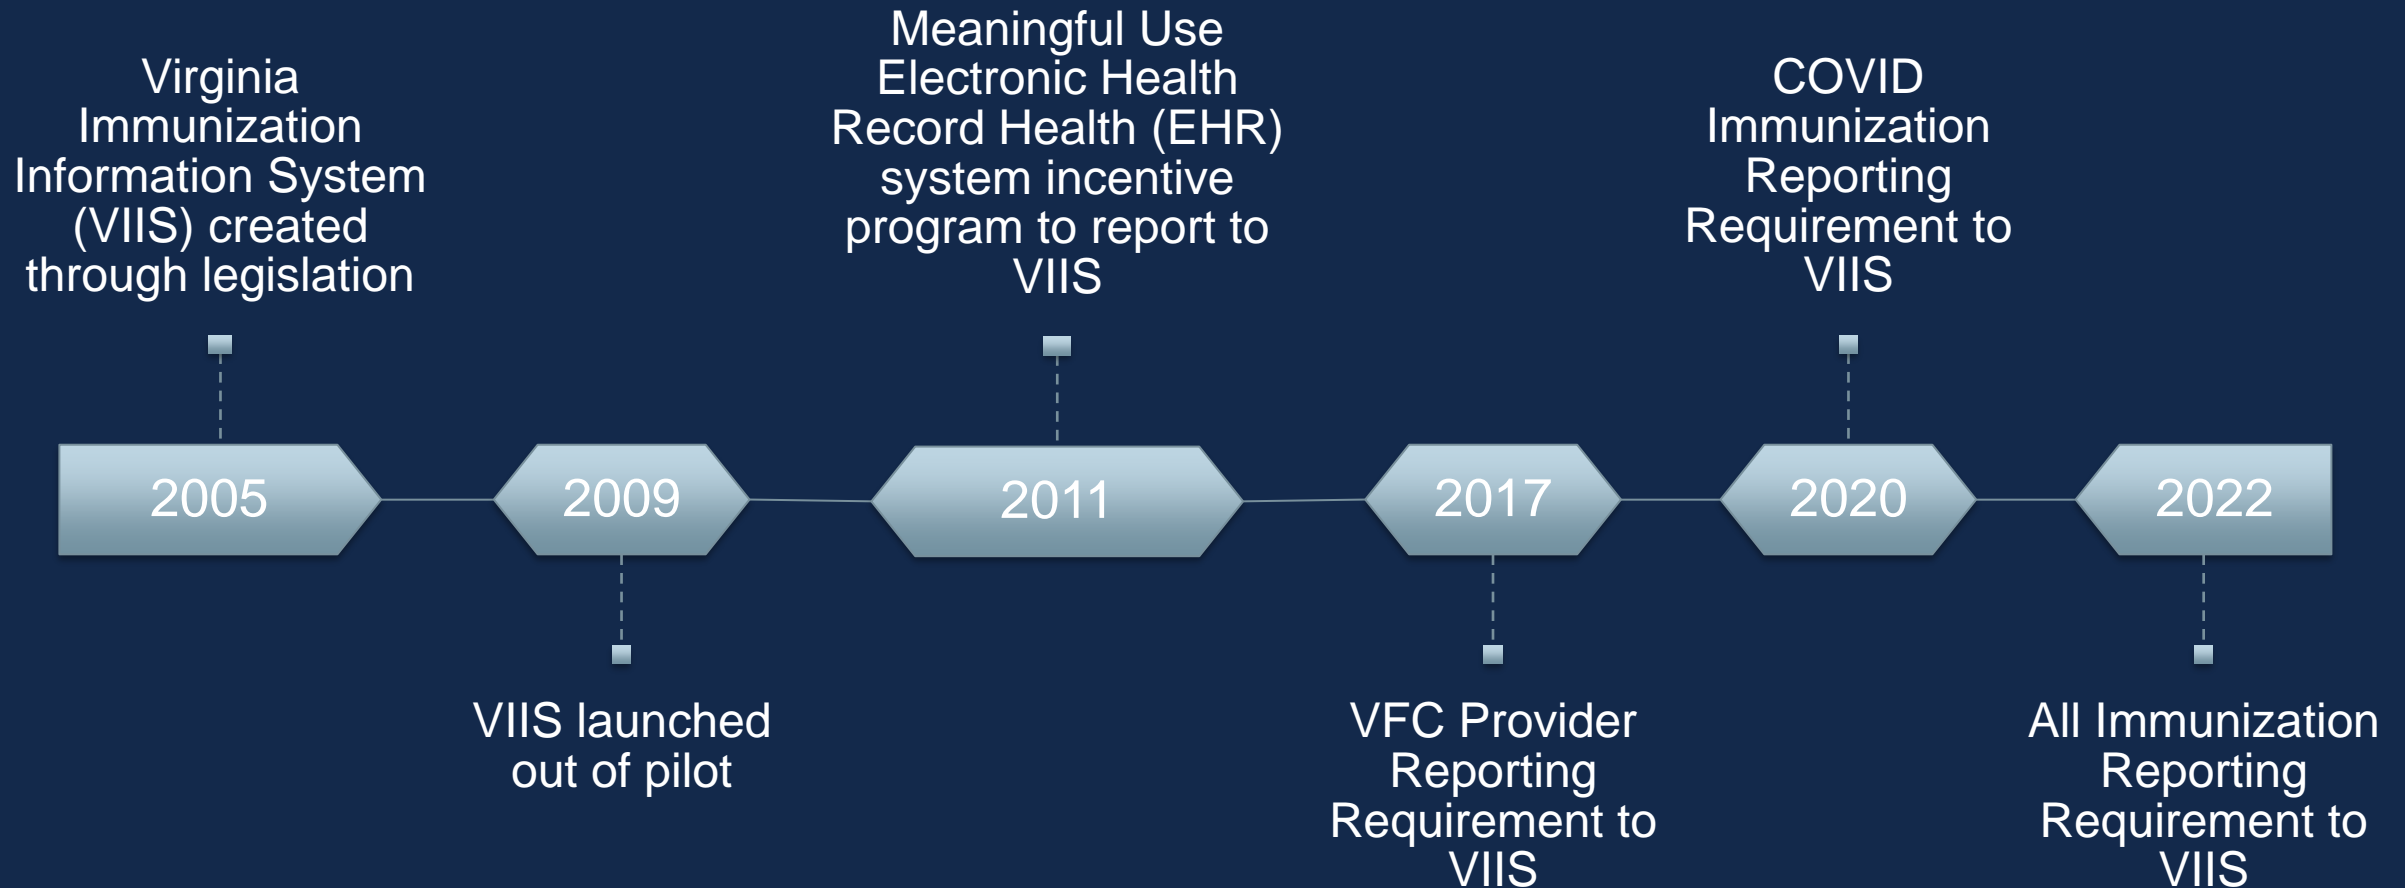 Virginia
Immunization
Information System
(VIIS) created
through legislation
Meaningful Use
Electronic Health
Record Health (EHR)
system incentive
program to report to
VIIS
COVID
Immunization
Reporting
Requirement to
VIIS
2005
2009
2011
2017
2020
2022
VIIS launched
out of pilot
VFC Provider
Reporting
Requirement to
VIIS
All Immunization
Reporting
Requirement to
VIIS